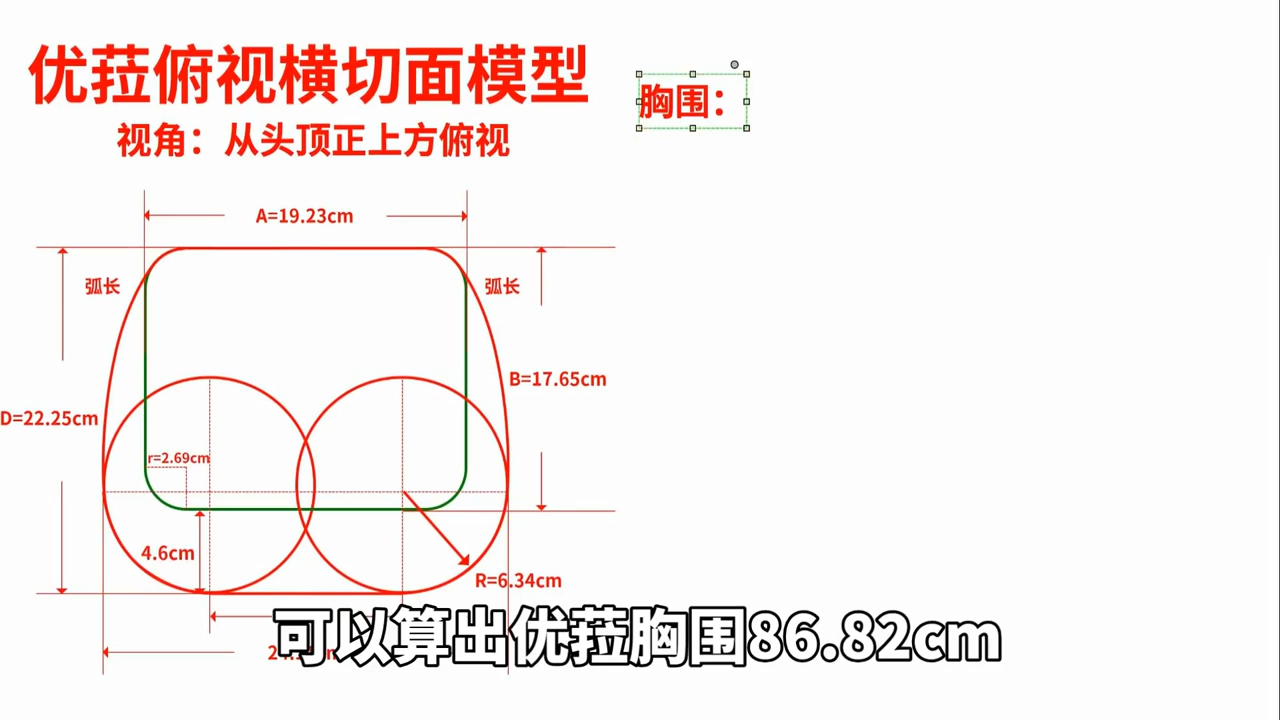 优菈俯视横切面模型
视角：从头顶正上方俯视
胸围：
A=19.23cm
弧长
弧长
B=17.65cm
D=22.25cm
r=2.69cm
4.6cm
R=6.34cm
可以算出优菈胸围86.82cm